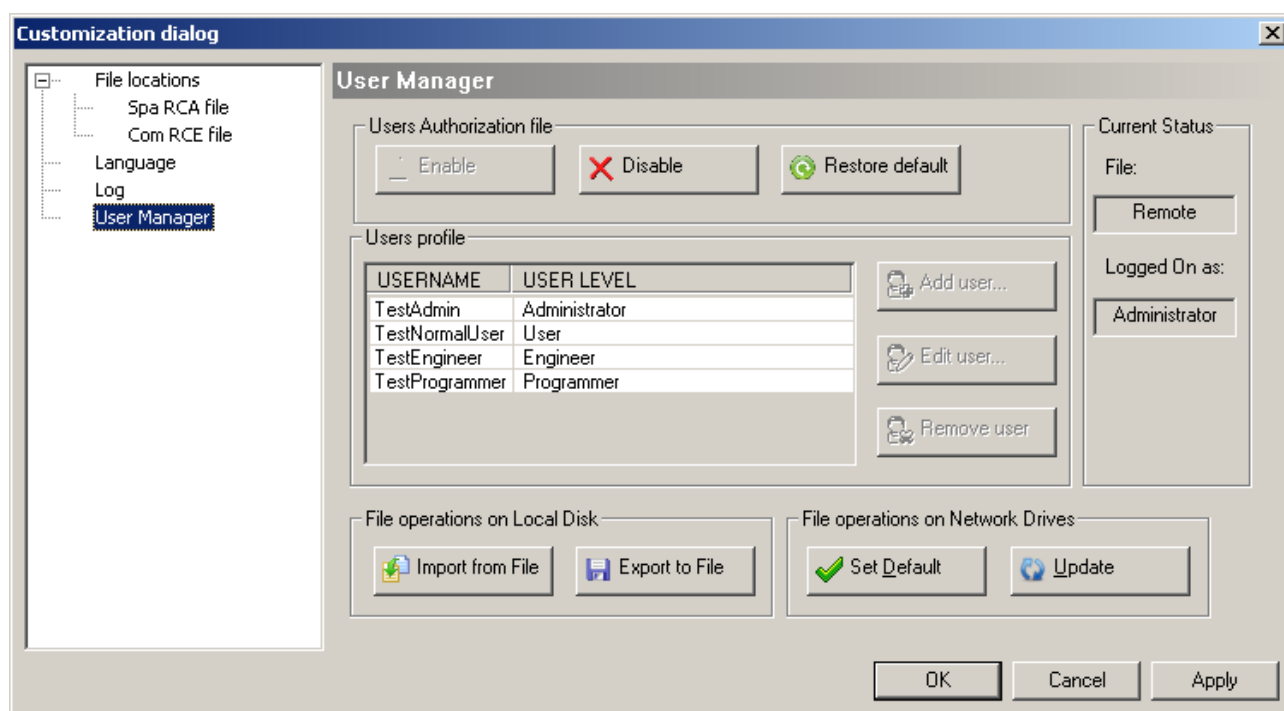 Customization dialog
File locations
Spa RCA file
Com RCE file
Language
Log
User Manager
User Manager
Users Authorization file
Enable
Disable
Restore default
Current Status
File:
Remote
Logged On as:
Administrator
Users profile
USERNAME USER LEVEL
TestAdmin Administrator
TestNormalUser User
TestEngineer Engineer
TestProgrammer Programmer
Add user...
Edit user...
Remove user
File operations on Local Disk
Import from File
Export to File
File operations on Network Drives
Set Default
Update
OK
Cancel
Apply